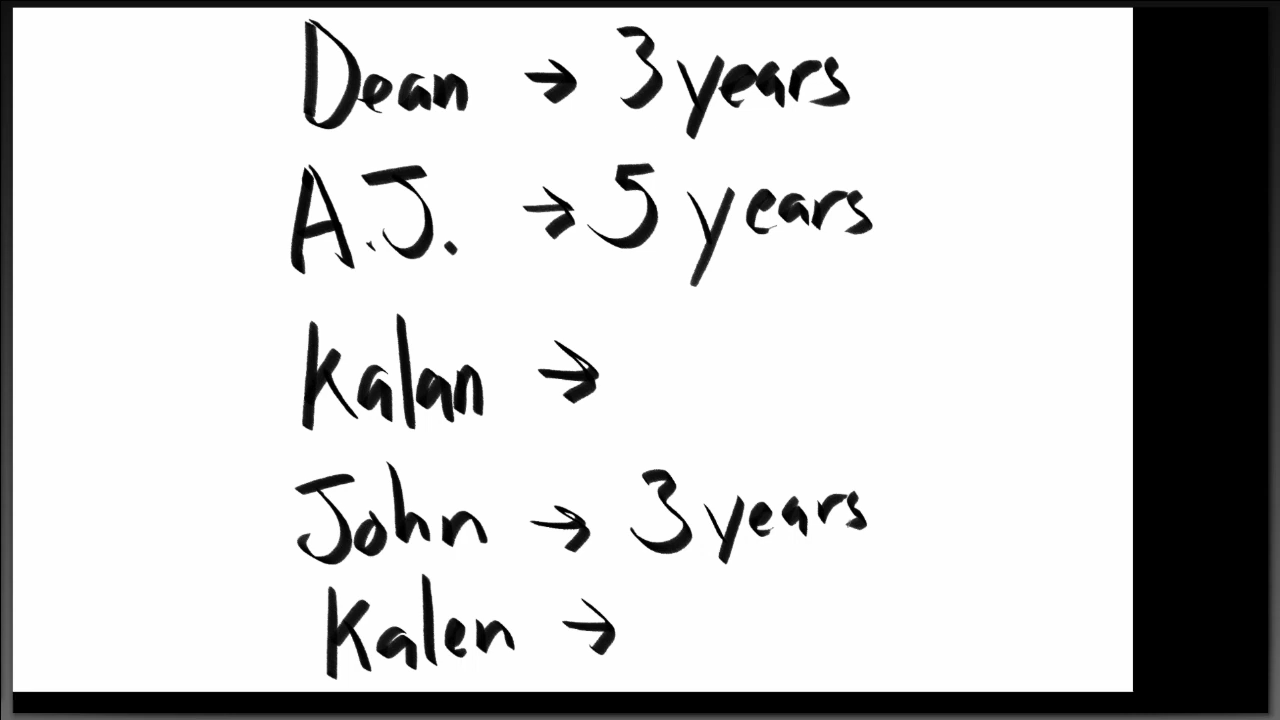 Dean → 3 years
A.J. → 5 years
Kalan →
John → 3 years
Kalen →